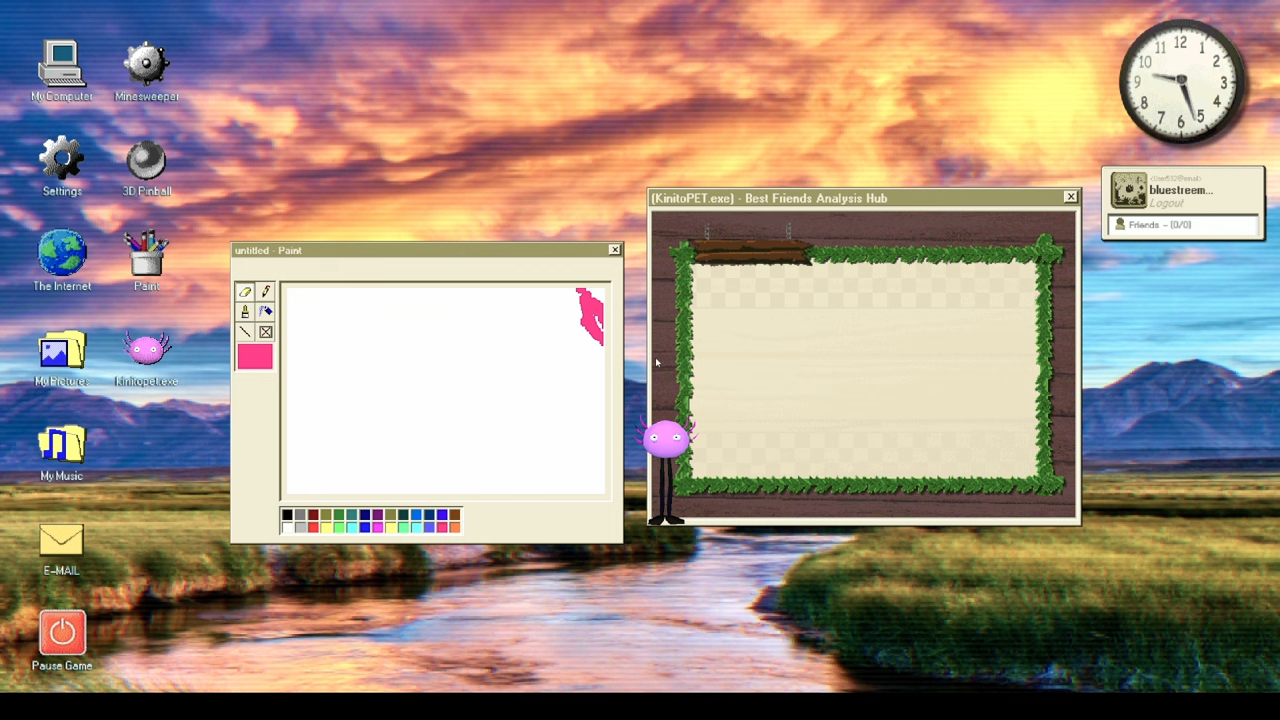 My Computer
Minesweeper
Settings
3D Pinball
The Internet
Paint
My Pictures
Kinitopet.exe
My Music
E-MAIL
Pause Game
untitled - Paint
[KinitoPET.exe] - Best Friends Analysis Hub
12
1
2
3
4
5
6
7
8
9
10
11
bluestreem...
Logout
Friends - (0/0)